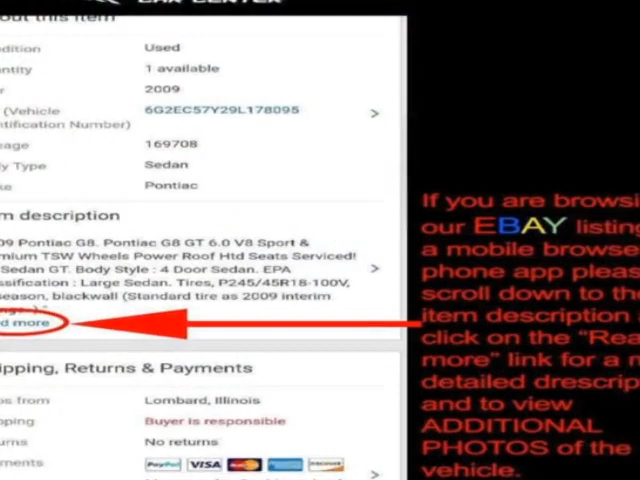 CAR CENTER
out this item
dition Used
ntity 1 available
r 2009
(Vehicle 6G2EC57Y29L178095
ntification Number)
eage 169708
y Type Sedan
ke Pontiac
m description
09 Pontiac G8. Pontiac G8 GT 6.0 V8 Sport &
mium TSW Wheels Power Roof Htd Seats Serviced!
Sedan GT. Body Style : 4 Door Sedan. EPA
ssification : Large Sedan. Tires, P245/45R18-100V,
season, blackwall (Standard tire as 2009 interim
d more
ipping, Returns & Payments
s from Lombard, Illinois
pping Buyer is responsible
urns No returns
ments PayPal VISA DISCOVER
If you are browsi
our EBAY listing
a mobile browse
phone app pleas
scroll down to th
item description
click on the "Rea
more" link for a m
detailed drescrip
and to view
ADDITIONAL
PHOTOS of the
vehicle.